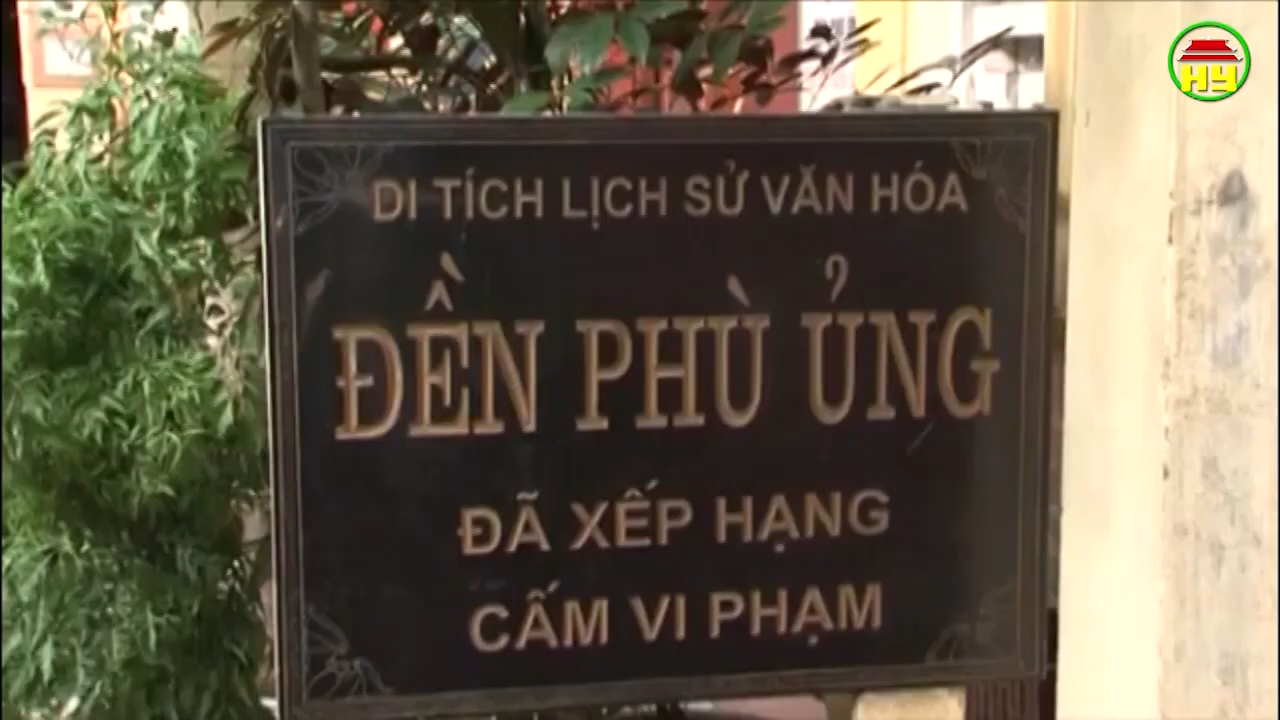 HY
DI TÍCH LỊCH SỬ VĂN HÓA
ĐỀN PHÙ ỦNG
ĐÃ XẾP HẠNG
CẤM VI PHẠM